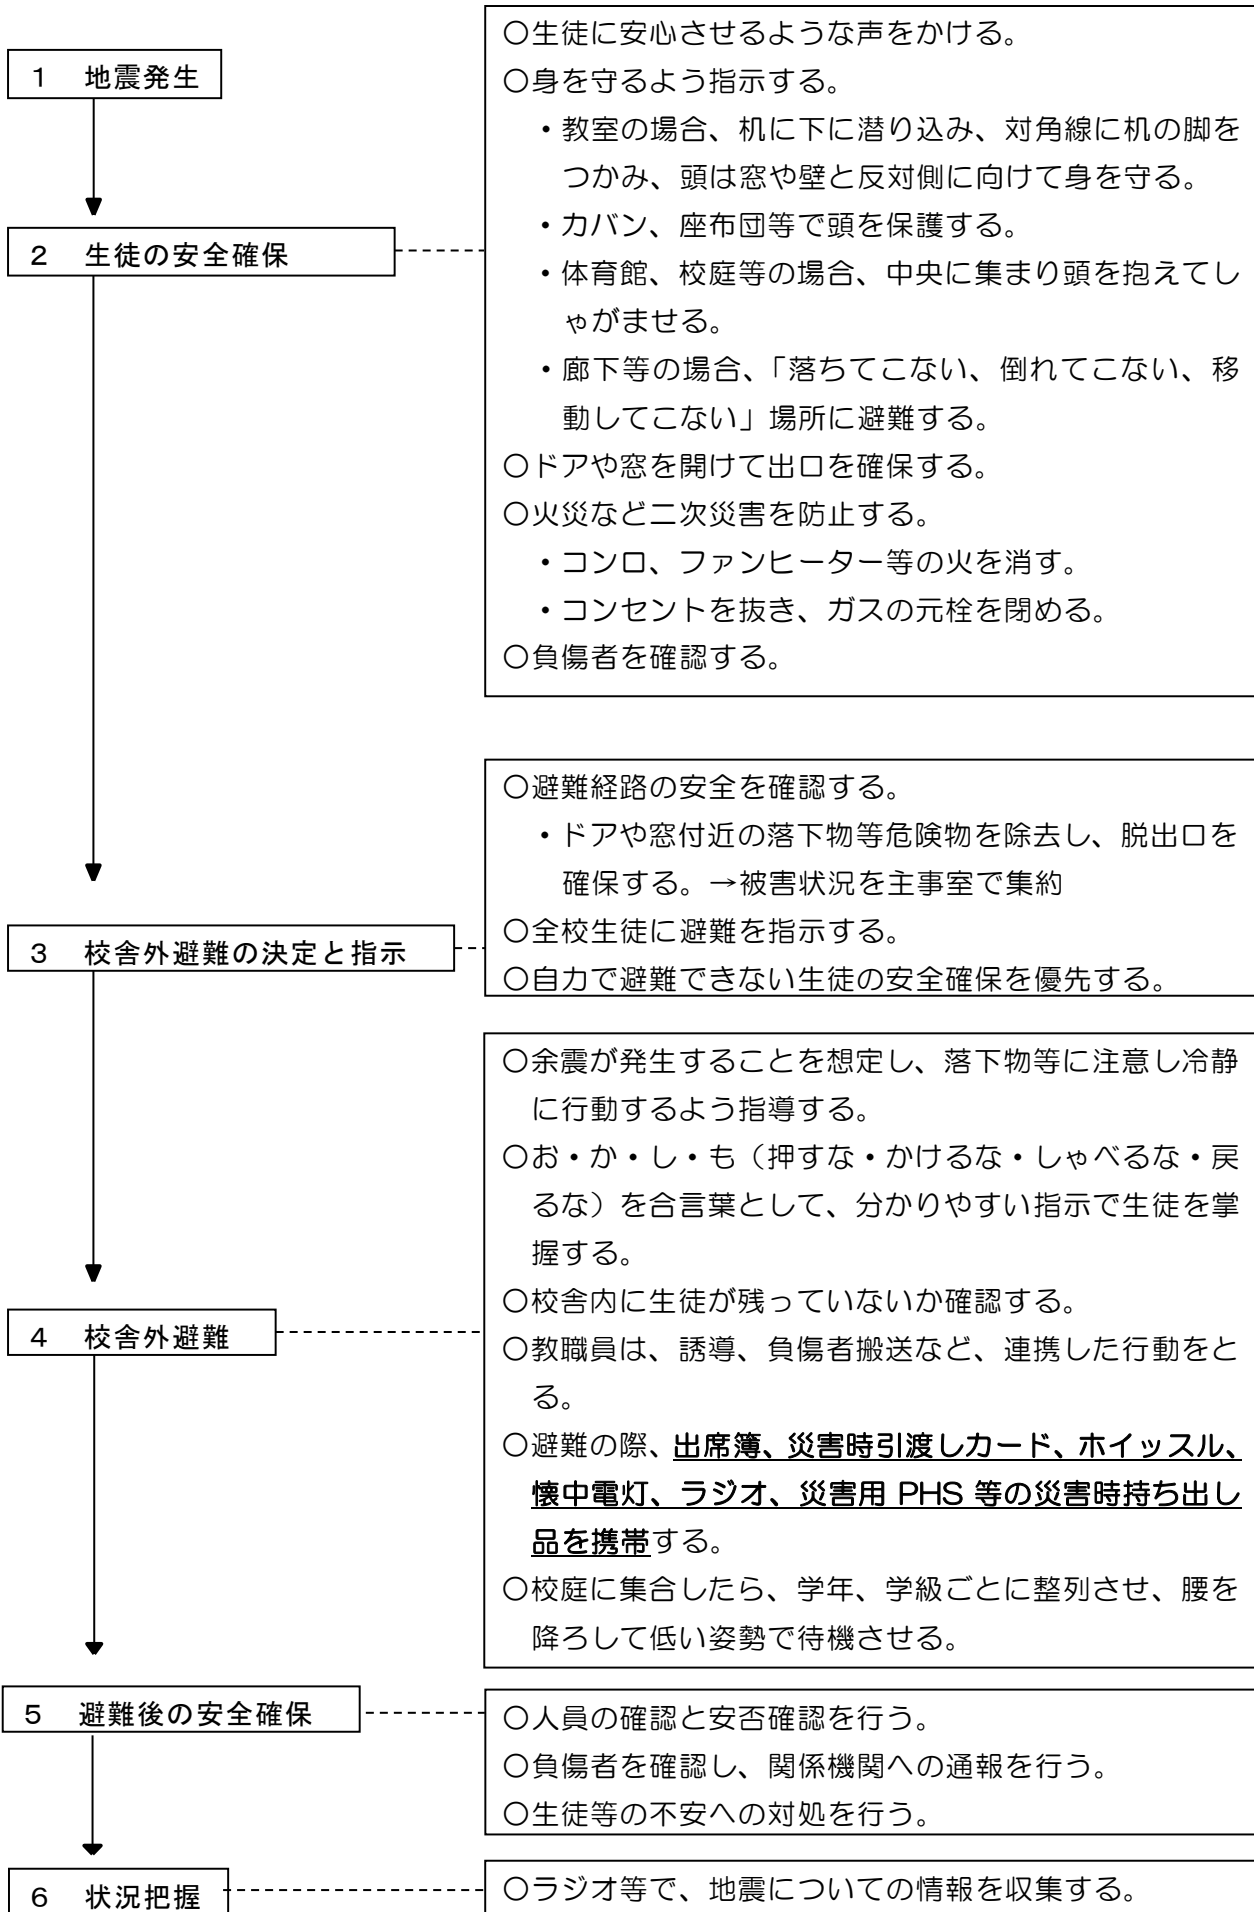 1 地震発生
○生徒に安心させるような声をかける。
○身を守るよう指示する。
・教室の場合、机に下に潜り込み、対角線に机の脚を
つかみ、頭は窓や壁と反対側に向けて身を守る。
2 生徒の安全確保
・カバン、座布団等で頭を保護する。
・体育館、校庭等の場合、中央に集まり頭を抱えてし
ゃがませる。
・廊下等の場合、「落ちてこない、倒れてこない、移
動してこない」場所に避難する。
○ドアや窓を開けて出口を確保する。
○火災など二次災害を防止する。
・コンロ、ファンヒーター等の火を消す。
・コンセントを抜き、ガスの元栓を閉める。
○負傷者を確認する。
3 校舎外避難の決定と指示
○避難経路の安全を確認する。
・ドアや窓付近の落下物等危険物を除去し、脱出口を
確保する。→被害状況を主事室で集約
○全校生徒に避難を指示する。
○自力で避難できない生徒の安全確保を優先する。
4 校舎外避難
○余震が発生することを想定し、落下物等に注意し冷静
に行動するよう指導する。
○お・か・し・も（押すな・かけるな・しゃべるな・戻
るな）を合言葉として、分かりやすい指示で生徒を掌
握する。
○校舎内に生徒が残っていないか確認する。
○教職員は、誘導、負傷者搬送など、連携した行動をと
る。
○避難の際、出席簿、災害時引渡しカード、ホイッスル、
懐中電灯、ラジオ、災害用 PHS 等の災害時持ち出し
品を携帯する。
○校庭に集合したら、学年、学級ごとに整列させ、腰を
降ろして低い姿勢で待機させる。
5 避難後の安全確保
○人員の確認と安否確認を行う。
○負傷者を確認し、関係機関への通報を行う。
○生徒等の不安への対処を行う。
6 状況把握
○ラジオ等で、地震についての情報を収集する。